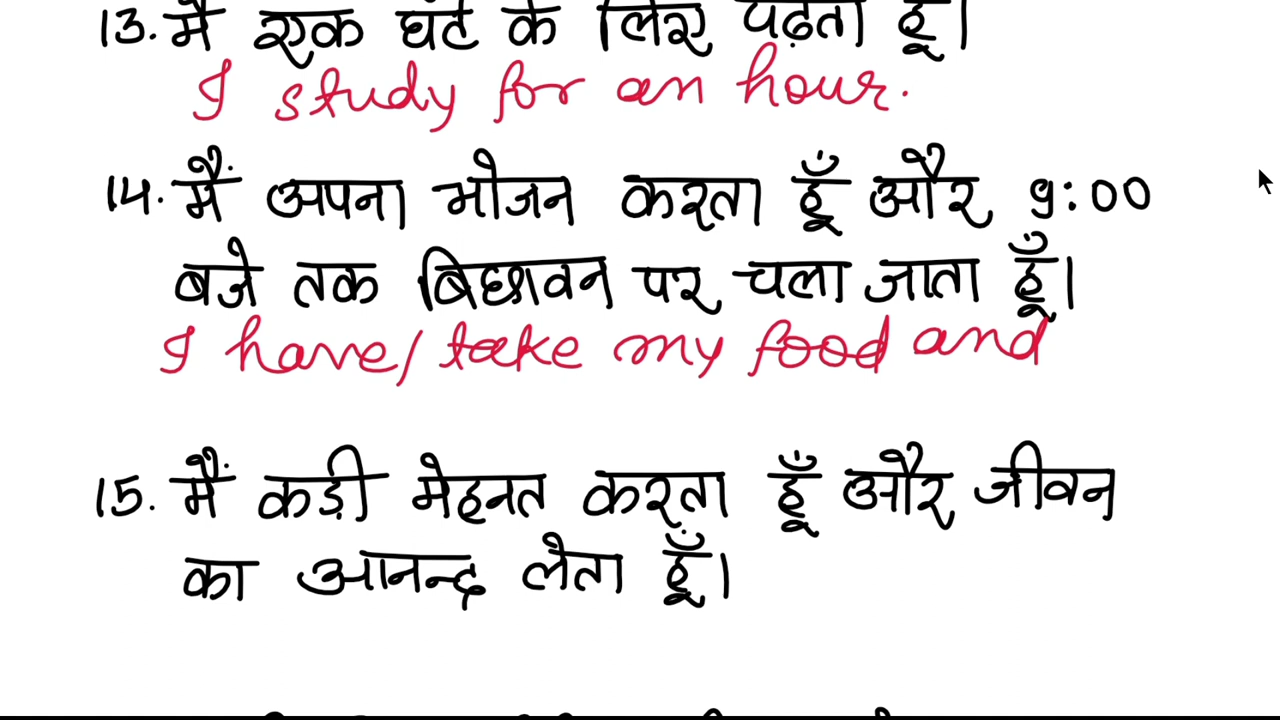 13. मैं एक घंटे के लिए पढ़ता हूँ।
I study for an hour.
14. मैं अपना भोजन करता हूँ और 9:00
बजे तक बिछावन पर चला जाता हूँ।
I have/take my food and
15. मैं कड़ी मेहनत करता हूँ और जीवन
का आनन्द लेता हूँ।